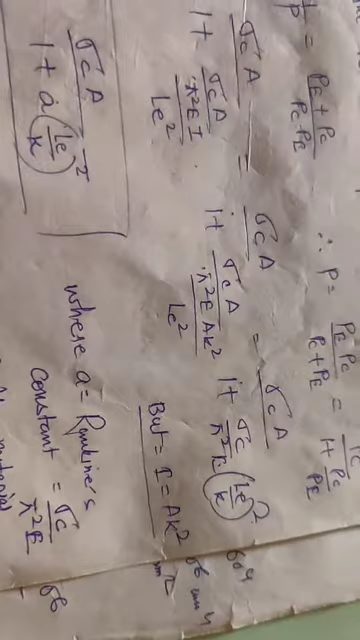 1/P = (PE + Pc)/(Pc PE) ∴ P = (PE Pc)/(Pc + PE) = Pc/(1 + Pc/PE)
= (σc A)/(1 + (σc A)/(π²EI/Le²)) = (σc A)/(1 + (σc A)/(π²E Ak²/Le²)) = (σc A)/(1 + σc/(π²k) (Le/k)²)
But = I = Ak²
(σc A)/(1 + a (Le/k)²)
where a =
constant = σc/(π²E)